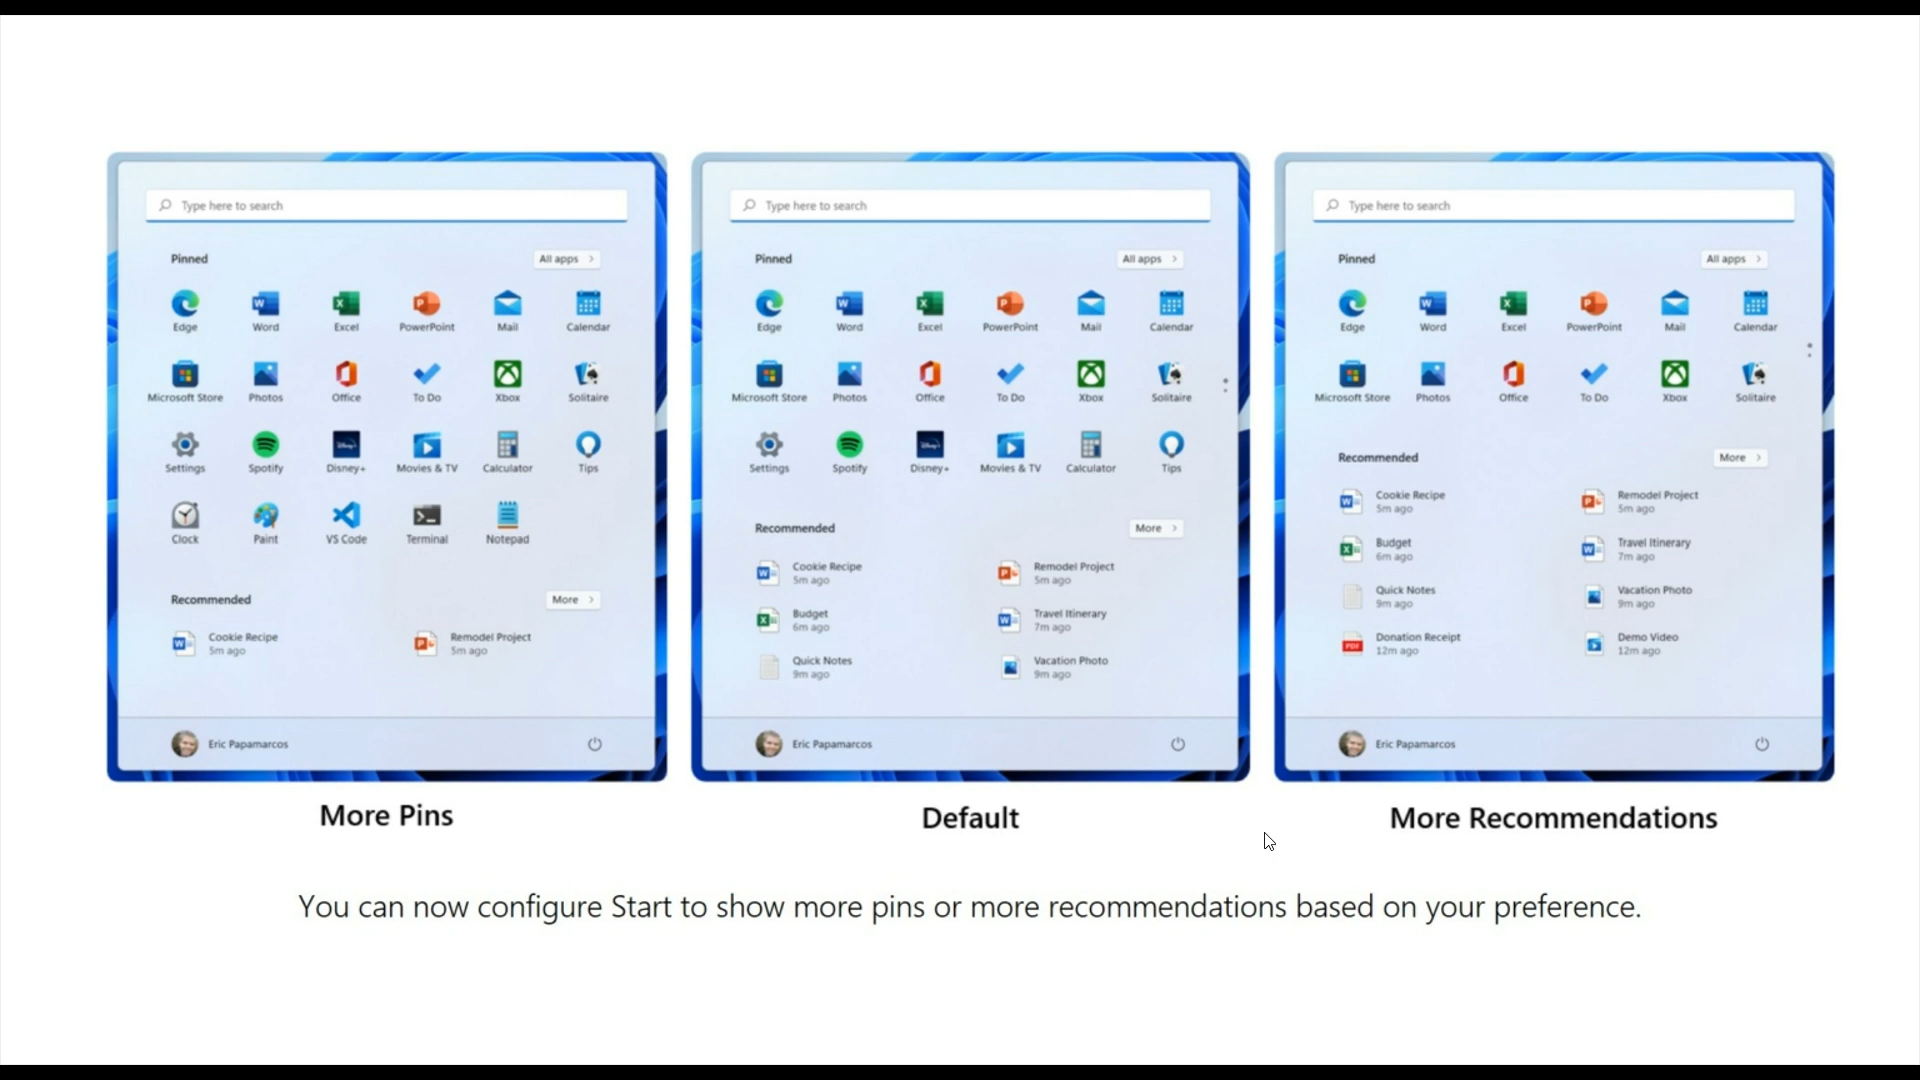 Type here to search
Pinned
All apps >
Edge Word Excel PowerPoint Mail Calendar
Microsoft Store Photos Office To Do Xbox Solitaire
Settings Spotify Disney+ Movies & TV Calculator Tips
Clock Paint VS Code Terminal Notepad
Recommended
More >
Cookie Recipe
5m ago
Remodel Project
5m ago
Eric Papamarcos
More Pins
Type here to search
Pinned
All apps >
Edge Word Excel PowerPoint Mail Calendar
Microsoft Store Photos Office To Do Xbox Solitaire
Settings Spotify Disney+ Movies & TV Calculator Tips
Recommended
More >
Cookie Recipe
5m ago
Remodel Project
5m ago
Budget
6m ago
Travel Itinerary
7m ago
Quick Notes
9m ago
Vacation Photo
9m ago
Eric Papamarcos
Default
Type here to search
Pinned
All apps >
Edge Word Excel PowerPoint Mail Calendar
Microsoft Store Photos Office To Do Xbox Solitaire
Recommended
More >
Cookie Recipe
5m ago
Remodel Project
5m ago
Budget
6m ago
Travel Itinerary
7m ago
Quick Notes
9m ago
Vacation Photo
9m ago
PDF
Donation Receipt
12m ago
Demo Video
12m ago
Eric Papamarcos
More Recommendations
You can now configure Start to show more pins or more recommendations based on your preference.